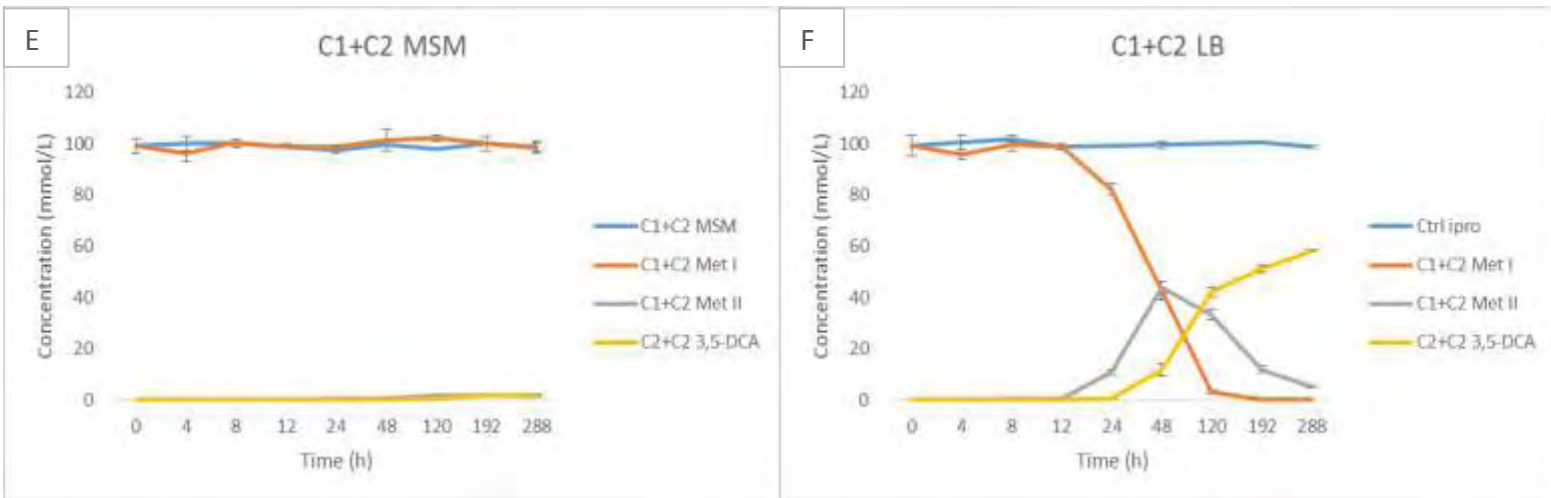 E
C1+C2 MSM
Concentration (mmol/L)
120
100
80
60
40
20
0
0 4 8 12 24 48 120 192 288
Time (h)
C1+C2 MSM
C1+C2 Met I
C1+C2 Met II
C2+C2 3,5-DCA
F
C1+C2 LB
Concentration (mmol/L)
120
100
80
60
40
20
0
0 4 8 12 24 48 120 192 288
Time (h)
Ctrl ipro
C1+C2 Met I
C1+C2 Met II
C2+C2 3,5-DCA